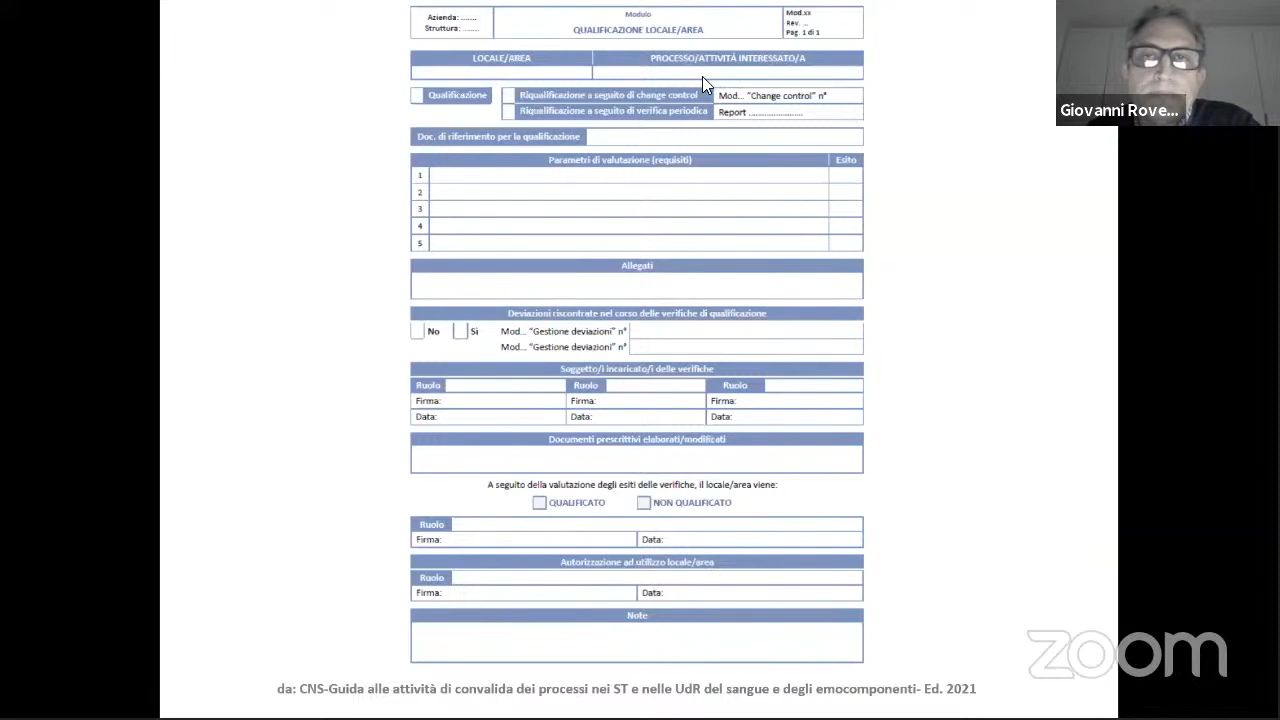 Azienda: .......
Struttura: .......
Modulo
QUALIFICAZIONE LOCALE/AREA
Mod.xx
Rev. ...
Pag. 1 di 1
LOCALE/AREA
PROCESSO/ATTIVITÀ INTERESSATO/A
Qualificazione
Riqualificazione a seguito di change control
Mod... "Change control" n°
Riqualificazione a seguito di verifica periodica
Report .......................
Doc. di riferimento per la qualificazione
Parametri di valutazione (requisiti)
Esito
1
2
3
4
5
Allegati
Deviazioni riscontrate nel corso delle verifiche di qualificazione
No
Sì
Mod... "Gestione deviazioni" n°
Mod... "Gestione deviazioni" n°
Soggetto/i incaricato/i delle verifiche
Ruolo
Ruolo
Ruolo
Firma:
Firma:
Firma:
Data:
Data:
Data:
Documenti prescrittivi elaborati/modificati
A seguito della valutazione degli esiti delle verifiche, il locale/area viene:
QUALIFICATO
NON QUALIFICATO
Ruolo
Firma:
Data:
Autorizzazione ad utilizzo locale/area
Ruolo
Firma:
Data:
Note
da: CNS-Guida alle attività di convalida dei processi nei ST e nelle UdR del sangue e degli emocomponenti- Ed. 2021
Giovanni Rove...
zoom